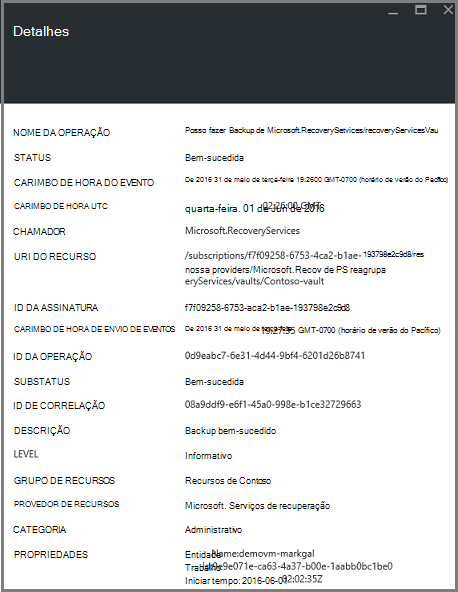 Detalhes
NOME DA OPERAÇÃO Posso fazer Backup de Microsoft.RecoverySetvices/recoveryServicesVau
STATUS Bem-sucedida
CARIMBO DE HORA DO EVENTO De 2016 31 de maio de terça-feira 19:2600 GMT-0700 (horário de verão do Pacífico)
CARIMBO DE HORA UTC quarta-feira. 01 de Jun de 2016 02:26:00 GMT
CHAMADOR Microsoft.RecoveryServices
URI DO RECURSO /subscriptions/f7f09258-6753-4ca2-b1ae-193798e2c9d8/res
nossa providers/Microsoft.Recov de PS reagrupa
eryServices/vaults/Contoso-vault
ID DA ASSINATURA f7f09258-6753-aca2-b1ae-193798e2c9d8
CARIMBO DE HORA DE ENVIO DE EVENTOS De 2016 31 de maio de terça-feira 19:27:35 GMT-0700 (horário de verão do Pacífico)
ID DA OPERAÇÃO 0d9eabc7-6e31-4d44-9bf4-6201d26b8741
SUBSTATUS Bem-sucedida
ID DE CORRELAÇÃO 08a9ddf9-e6f1-45a0-998e-b1ce32729663
DESCRIÇÃO Backup bem-sucedido
LEVEL Informativo
GRUPO DE RECURSOS Recursos de Contoso
PROVEDOR DE RECURSOS Microsoft. Serviços de recuperação
CATEGORIA Administrativo
PROPRIEDADES Entidade Name:demovm-markgal
Trabalho e9e071e-ca63-4a37-b00e-1aabb0bc1be0
Iniciar tempo: 2016-06-01 02:02:35Z